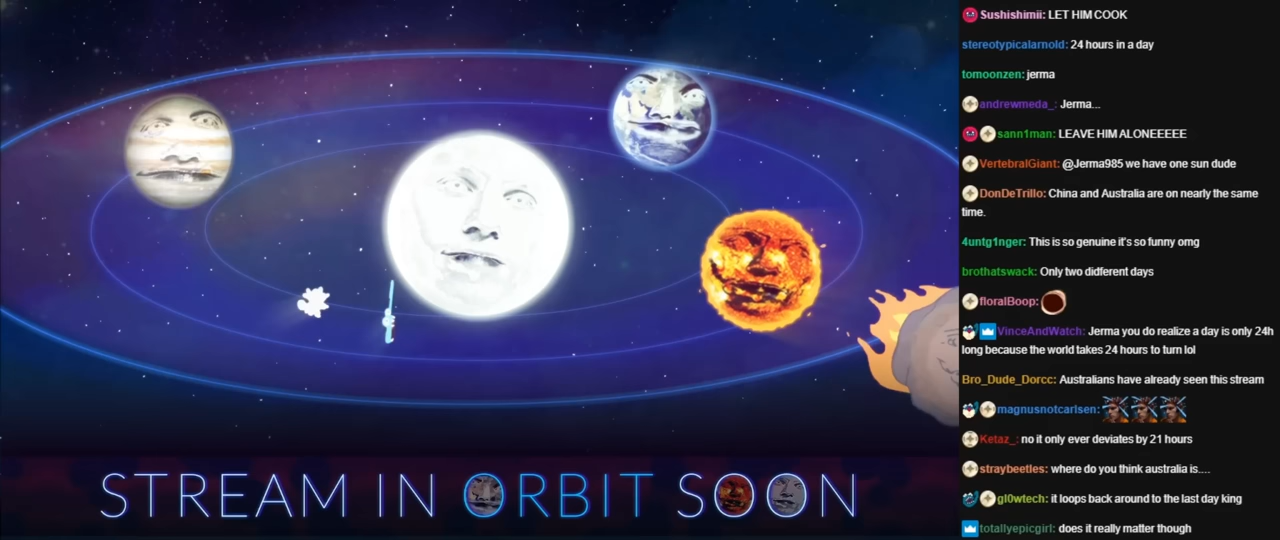 Sushishimii: LET HIM COOK
stereotypicalarnold: 24 hours in a day
tomoonzen: jerma
andrewmeda_: Jerma...
sann1man: LEAVE HIM ALONEEEEE
VertebralGiant: @Jerma985 we have one sun dude
DonDeTrillo: China and Australia are on nearly the same
time.
4untg1nger: This is so genuine it's so funny omg
brothatswack: Only two didferent days
floralBoop:
VinceAndWatch: Jerma you do realize a day is only 24h
long because the world takes 24 hours to turn lol
Bro_Dude_Dorcc: Australians have already seen this stream
magnusnotcarlsen:
Ketaz_: no it only ever deviates by 21 hours
straybeetles: where do you think australia is....
gl0wtech: it loops back around to the last day king
totallyepicgirl: does it really matter though
STREAM IN ORBIT SOON